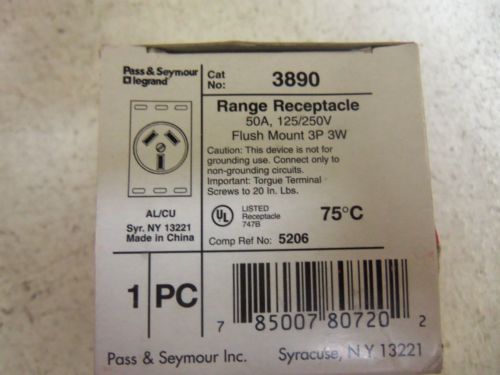 Pass & Seymour
legrand
Cat
No:
3890
Range Receptacle
50A, 125/250V
Flush Mount 3P 3W
Caution: This device is not for
grounding use. Connect only to
non-grounding circuits.
Important: Torgue Terminal
Screws to 20 In. Lbs.
AL/CU
Syr. NY 13221
Made in China
UL
LISTED
Receptacle
747B
75°C
Comp Ref No: 5206
1 PC
7 85007 80720 2
Pass & Seymour Inc. Syracuse, N Y 13221